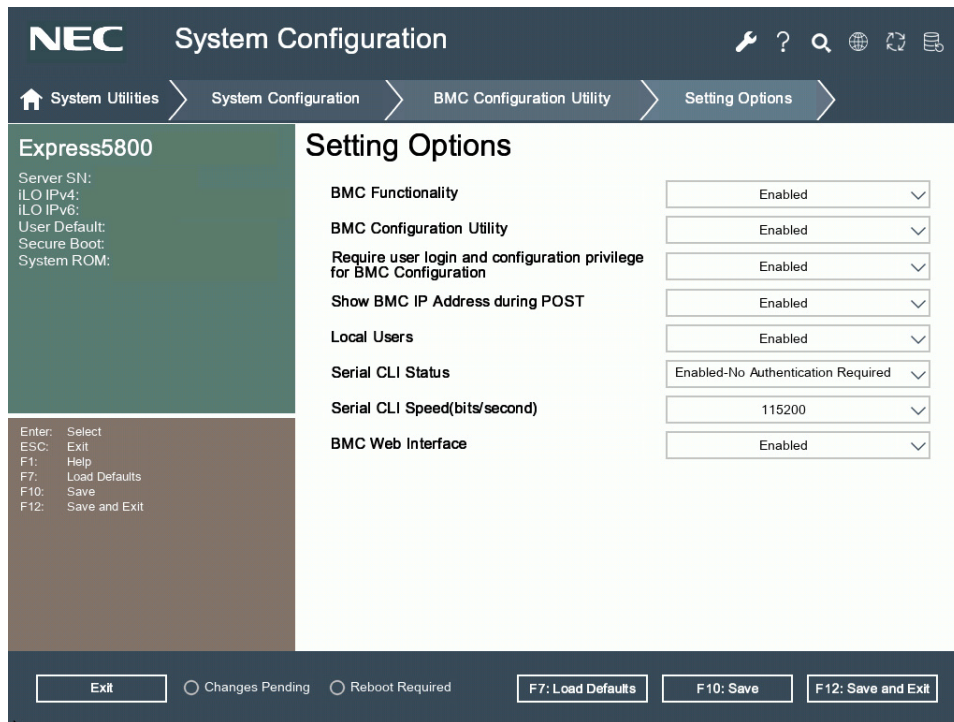 NEC System Configuration
System Utilities
System Configuration
BMC Configuration Utility
Setting Options
Express5800
Server SN:
iLO IPv4:
iLO IPv6:
User Default:
Secure Boot:
System ROM:
Enter: Select
ESC: Exit
F1: Help
F7: Load Defaults
F10: Save
F12: Save and Exit
Setting Options
BMC Functionality Enabled
BMC Configuration Utility Enabled
Require user login and configuration privilege
for BMC Configuration Enabled
Show BMC IP Address during POST Enabled
Local Users Enabled
Serial CLI Status Enabled-No Authentication Required
Serial CLI Speed(bits/second) 115200
BMC Web Interface Enabled
Exit
Changes Pending
Reboot Required
F7: Load Defaults
F10: Save
F12: Save and Exit